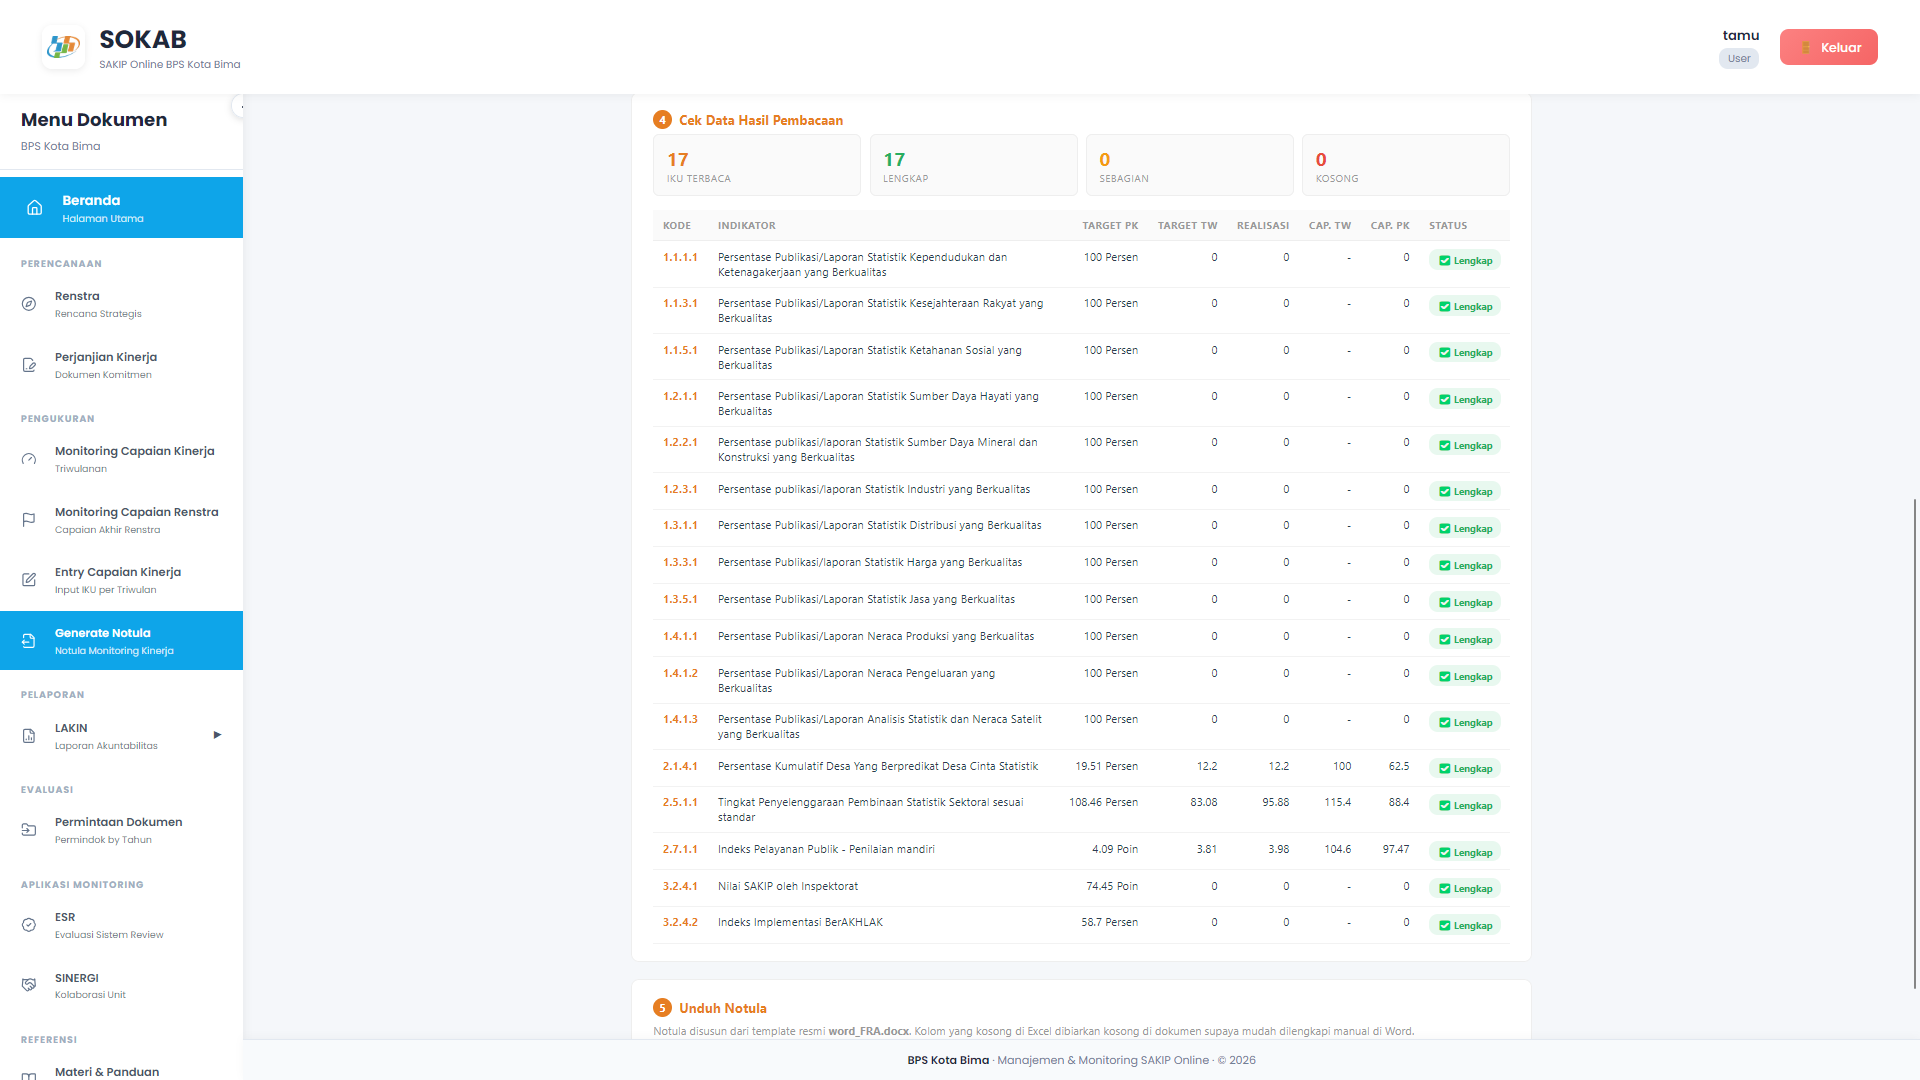 SOKAB
SAKIP Online BPS Kota Bima
tamu
User
Keluar
Menu Dokumen
BPS Kota Bima
Beranda
Halaman Utama
PERENCANAAN
Renstra
Rencana Strategis
Perjanjian Kinerja
Dokumen Komitmen
PENGUKURAN
Monitoring Capaian Kinerja
Triwulanan
Monitoring Capaian Renstra
Capaian Akhir Renstra
Entry Capaian Kinerja
Input IKU per Triwulan
Generate Notula
Notula Monitoring Kinerja
PELAPORAN
LAKIN
Laporan Akuntabilitas
EVALUASI
Permintaan Dokumen
Permindok by Tahun
APLIKASI MONITORING
ESR
Evaluasi Sistem Review
SINERGI
Kolaborasi Unit
REFERENSI
Materi & Panduan
4 Cek Data Hasil Pembacaan
17 17 0 0
IKU TERBACA LENGKAP SEBAGIAN KOSONG
KODE INDIKATOR TARGET PK TARGET TW REALISASI CAP. TW CAP. PK STATUS
1.1.1.1 Persentase Publikasi/Laporan Statistik Kependudukan dan 100 Persen 0 0 - 0 Lengkap
Ketenagakerjaan yang Berkualitas
1.1.3.1 Persentase Publikasi/Laporan Statistik Kesejahteraan Rakyat yang 100 Persen 0 0 - 0 Lengkap
Berkualitas
1.1.5.1 Persentase Publikasi/Laporan Statistik Ketahanan Sosial yang 100 Persen 0 0 - 0 Lengkap
Berkualitas
1.2.1.1 Persentase Publikasi/Laporan Statistik Sumber Daya Hayati yang 100 Persen 0 0 - 0 Lengkap
Berkualitas
1.2.2.1 Persentase publikasi/laporan Statistik Sumber Daya Mineral dan 100 Persen 0 0 - 0 Lengkap
Konstruksi yang Berkualitas
1.2.3.1 Persentase publikasi/laporan Statistik Industri yang Berkualitas 100 Persen 0 0 - 0 Lengkap
1.3.1.1 Persentase Publikasi/Laporan Statistik Distribusi yang Berkualitas 100 Persen 0 0 - 0 Lengkap
1.3.3.1 Persentase Publikasi/Laporan Statistik Harga yang Berkualitas 100 Persen 0 0 - 0 Lengkap
1.3.5.1 Persentase Publikasi/Laporan Statistik Jasa yang Berkualitas 100 Persen 0 0 - 0 Lengkap
1.4.1.1 Persentase Publikasi/Laporan Neraca Produksi yang Berkualitas 100 Persen 0 0 - 0 Lengkap
1.4.1.2 Persentase Publikasi/Laporan Neraca Pengeluaran yang 100 Persen 0 0 - 0 Lengkap
Berkualitas
1.4.1.3 Persentase Publikasi/Laporan Analisis Statistik dan Neraca Satelit 100 Persen 0 0 - 0 Lengkap
yang Berkualitas
2.1.4.1 Persentase Kumulatif Desa Yang Berpredikat Desa Cinta Statistik 19.51 Persen 12.2 12.2 100 62.5 Lengkap
2.5.1.1 Tingkat Penyelenggaraan Pembinaan Statistik Sektoral sesuai 108.46 Persen 83.08 95.88 115.4 88.4 Lengkap
standar
2.7.1.1 Indeks Pelayanan Publik - Penilaian mandiri 4.09 Poin 3.81 3.98 104.6 97.47 Lengkap
3.2.4.1 Nilai SAKIP oleh Inspektorat 74.45 Poin 0 0 - 0 Lengkap
3.2.4.2 Indeks Implementasi BerAKHLAK 58.7 Persen 0 0 - 0 Lengkap
5 Unduh Notula
Notula disusun dari template resmi word_FRA.docx. Kolom yang kosong di Excel dibiarkan kosong di dokumen supaya mudah dilengkapi manual di Word.
BPS Kota Bima · Manajemen & Monitoring SAKIP Online · © 2026